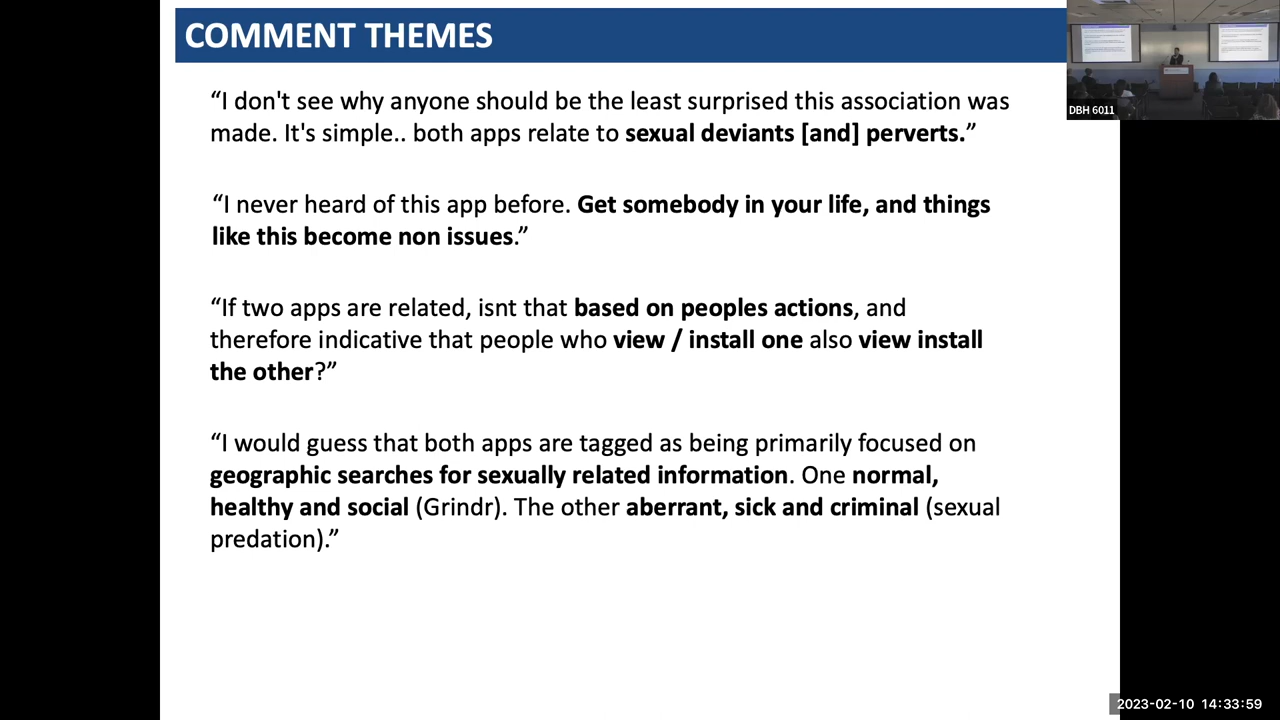 COMMENT THEMES
“I don't see why anyone should be the least surprised this association was
made. It's simple.. both apps relate to sexual deviants [and] perverts.”
“I never heard of this app before. Get somebody in your life, and things
like this become non issues.”
“If two apps are related, isnt that based on peoples actions, and
therefore indicative that people who view / install one also view install
the other?”
“I would guess that both apps are tagged as being primarily focused on
geographic searches for sexually related information. One normal,
healthy and social (Grindr). The other aberrant, sick and criminal (sexual
predation).”
DBH 6011
2023-02-10 14:33:59